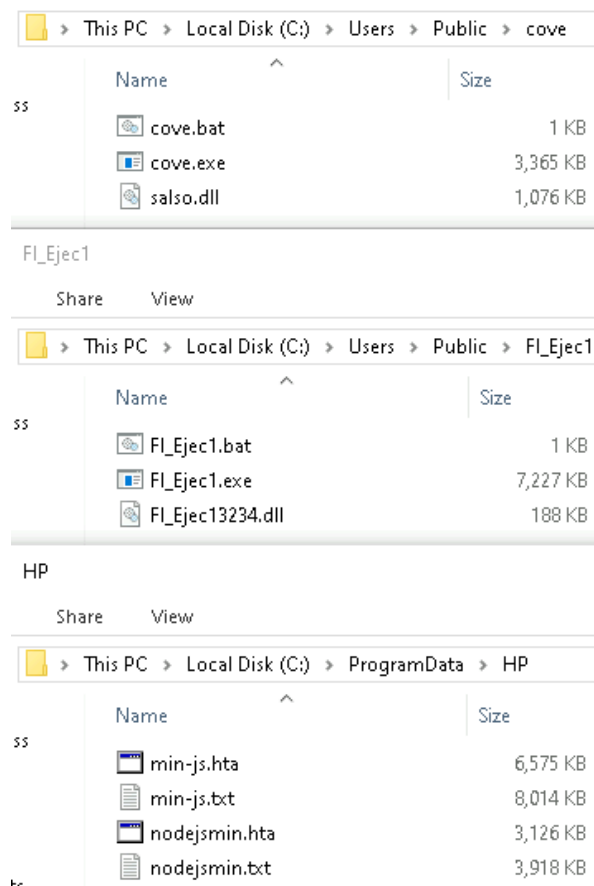 This PC > Local Disk (C:) > Users > Public > cove
Name Size
ss
cove.bat 1 KB
cove.exe 3,365 KB
salso.dll 1,076 KB
FI_Ejec1
Share View
This PC > Local Disk (C:) > Users > Public > FI_Ejec1
Name Size
ss
FI_Ejec1.bat 1 KB
FI_Ejec1.exe 7,227 KB
FI_Ejec13234.dll 188 KB
HP
Share View
This PC > Local Disk (C:) > ProgramData > HP
Name Size
ss
min-js.hta 6,575 KB
min-js.txt 8,014 KB
nodejsmin.hta 3,126 KB
nodejsmin.txt 3,918 KB